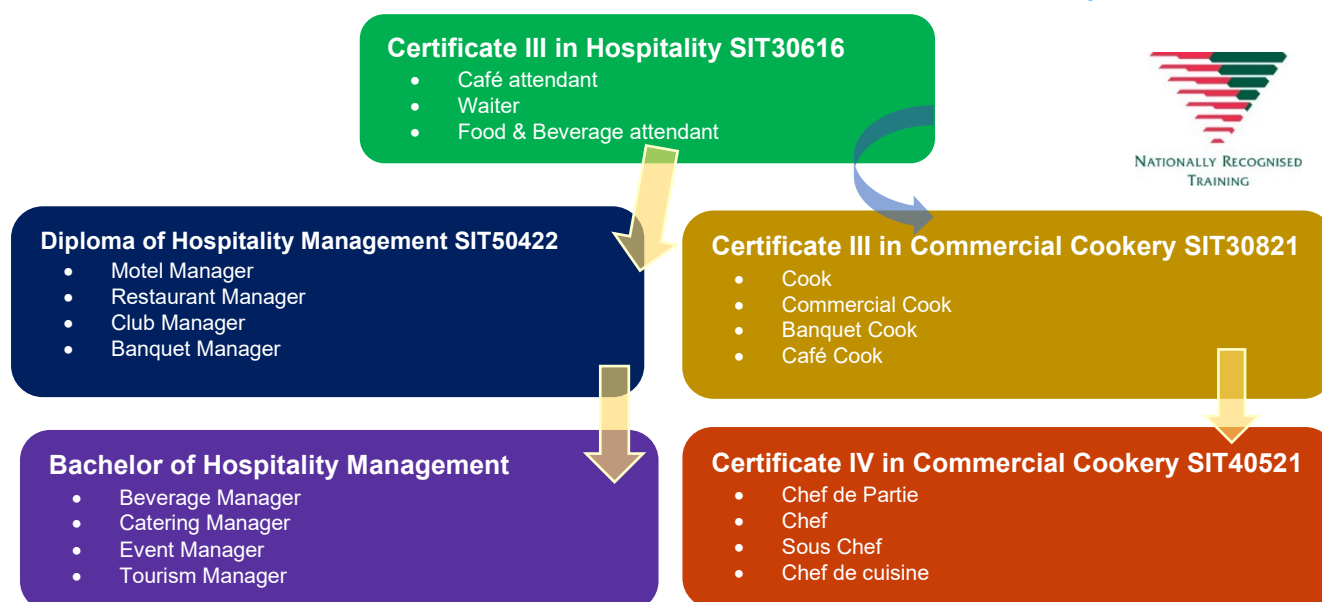 Certificate III in Hospitality SIT30616
• Café attendant
• Waiter
• Food & Beverage attendant
NATIONALLY RECOGNISED
TRAINING
Diploma of Hospitality Management SIT50422
• Motel Manager
• Restaurant Manager
• Club Manager
• Banquet Manager
Certificate III in Commercial Cookery SIT30821
• Cook
• Commercial Cook
• Banquet Cook
• Café Cook
Bachelor of Hospitality Management
• Beverage Manager
• Catering Manager
• Event Manager
• Tourism Manager
Certificate IV in Commercial Cookery SIT40521
• Chef de Partie
• Chef
• Sous Chef
• Chef de cuisine